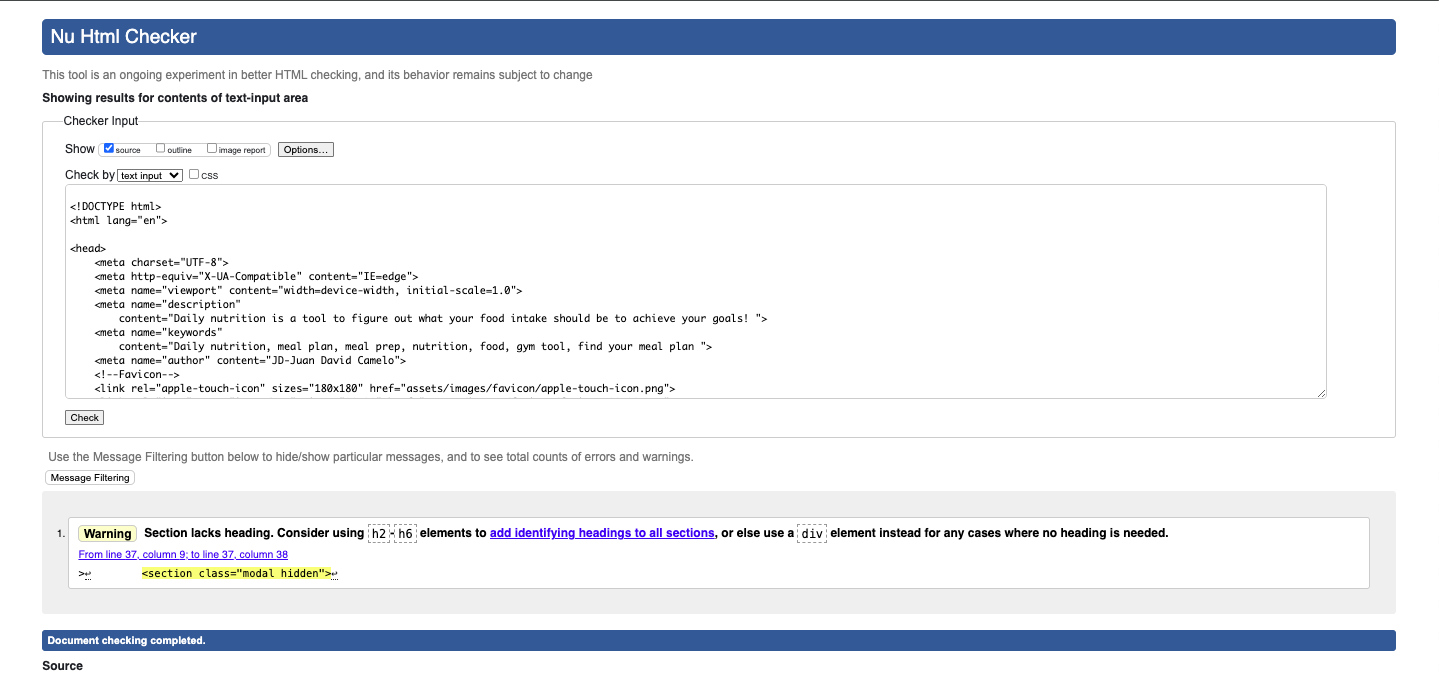 Nu Html Checker
This tool is an ongoing experiment in better HTML checking, and its behavior remains subject to change
Showing results for contents of text-input area
Checker Input
Show source outline image report Options...
Check by text input css
<!DOCTYPE html>
<html lang="en">
<head>
<meta charset="UTF-8">
<meta http-equiv="X-UA-Compatible" content="IE=edge">
<meta name="viewport" content="width=device-width, initial-scale=1.0">
<meta name="description"
content="Daily nutrition is a tool to figure out what your food intake should be to achieve your goals! ">
<meta name="keywords"
content="Daily nutrition, meal plan, meal prep, nutrition, food, gym tool, find your meal plan ">
<meta name="author" content="JD-Juan David Camelo">
<!--Favicon-->
<link rel="apple-touch-icon" sizes="180x180" href="assets/images/favicon/apple-touch-icon.png">
Check
Use the Message Filtering button below to hide/show particular messages, and to see total counts of errors and warnings.
Message Filtering
1. Warning Section lacks heading. Consider using h2-h6 elements to add identifying headings to all sections, or else use a div element instead for any cases where no heading is needed.
From line 37, column 9; to line 37, column 38
>↩ <section class="modal hidden">↩
Document checking completed.
Source